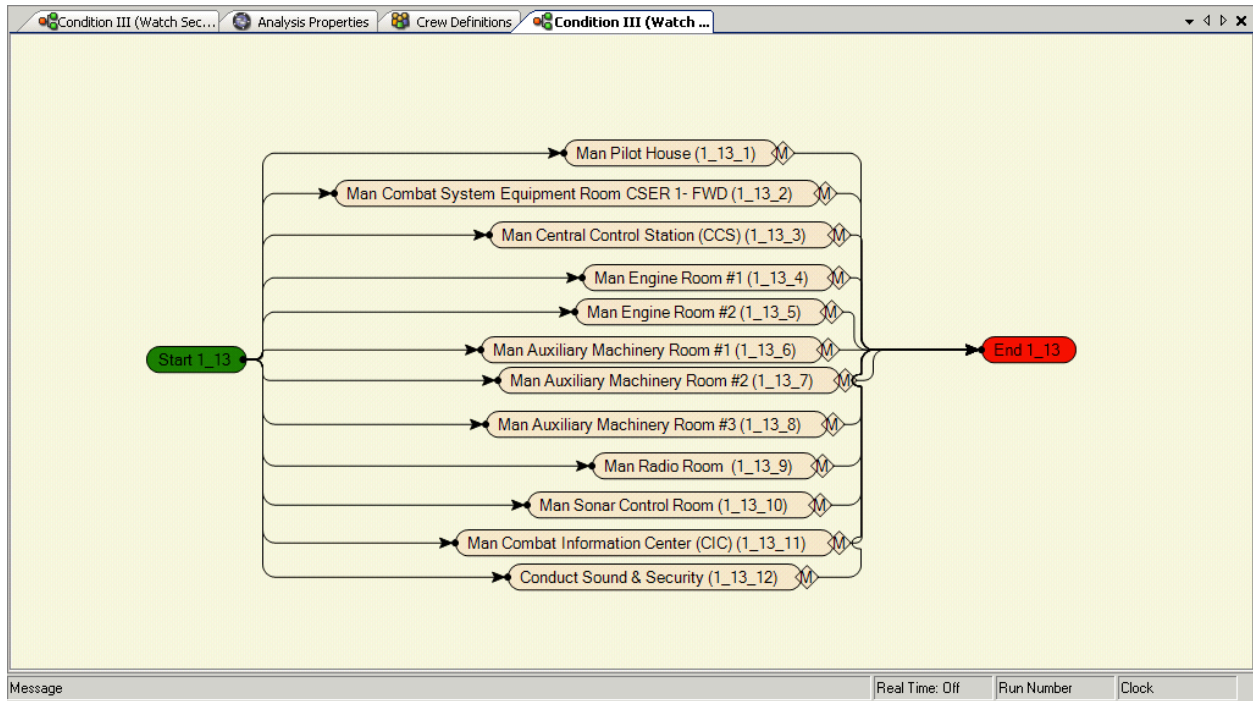 Condition III (Watch Sec... Analysis Properties Crew Definitions Condition III (Watch ...
Man Pilot House (1_13_1) M
Man Combat System Equipment Room CSER 1- FWD (1_13_2) M
Man Central Control Station (CCS) (1_13_3) M
Man Engine Room #1 (1_13_4) M
Man Engine Room #2 (1_13_5) M
Start 1_13
Man Auxiliary Machinery Room #1 (1_13_6) M
End 1_13
Man Auxiliary Machinery Room #2 (1_13_7) M
Man Auxiliary Machinery Room #3 (1_13_8) M
Man Radio Room (1_13_9) M
Man Sonar Control Room (1_13_10) M
Man Combat Information Center (CIC) (1_13_11) M
Conduct Sound & Security (1_13_12) M
Message Real Time: Off Run Number Clock